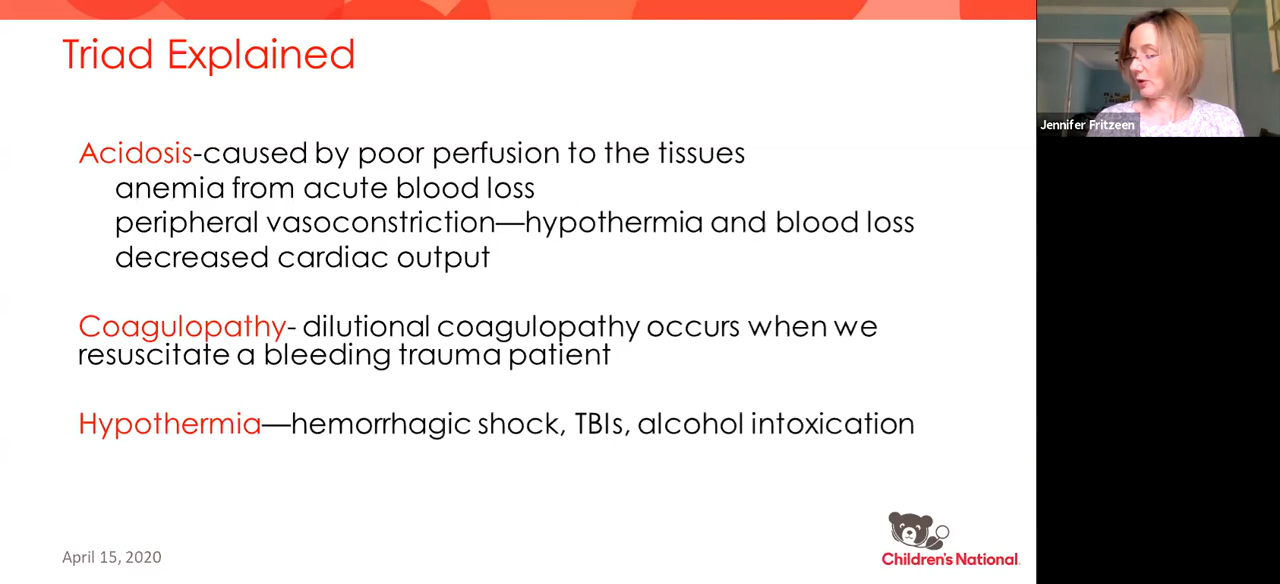 Triad Explained
Jennifer Fritzeen
Acidosis-caused by poor perfusion to the tissues
anemia from acute blood loss
peripheral vasoconstriction—hypothermia and blood loss
decreased cardiac output
Coagulopathy- dilutional coagulopathy occurs when we
resuscitate a bleeding trauma patient
Hypothermia—hemorrhagic shock, TBIs, alcohol intoxication
April 15, 2020
Children's National.